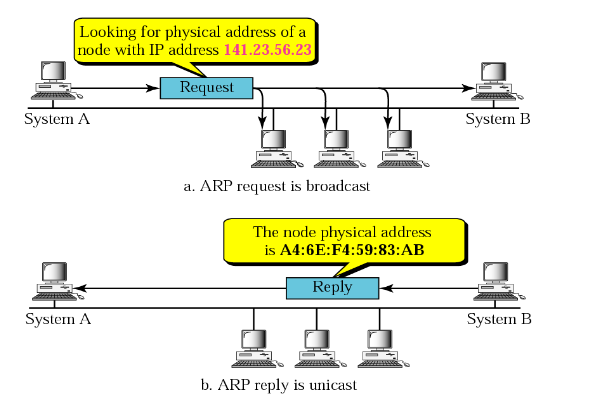 Looking for physical address of a
node with IP address 141.23.56.23
Request
System A
System B
a. ARP request is broadcast
The node physical address
is A4:6E:F4:59:83:AB
Reply
System A
System B
b. ARP reply is unicast